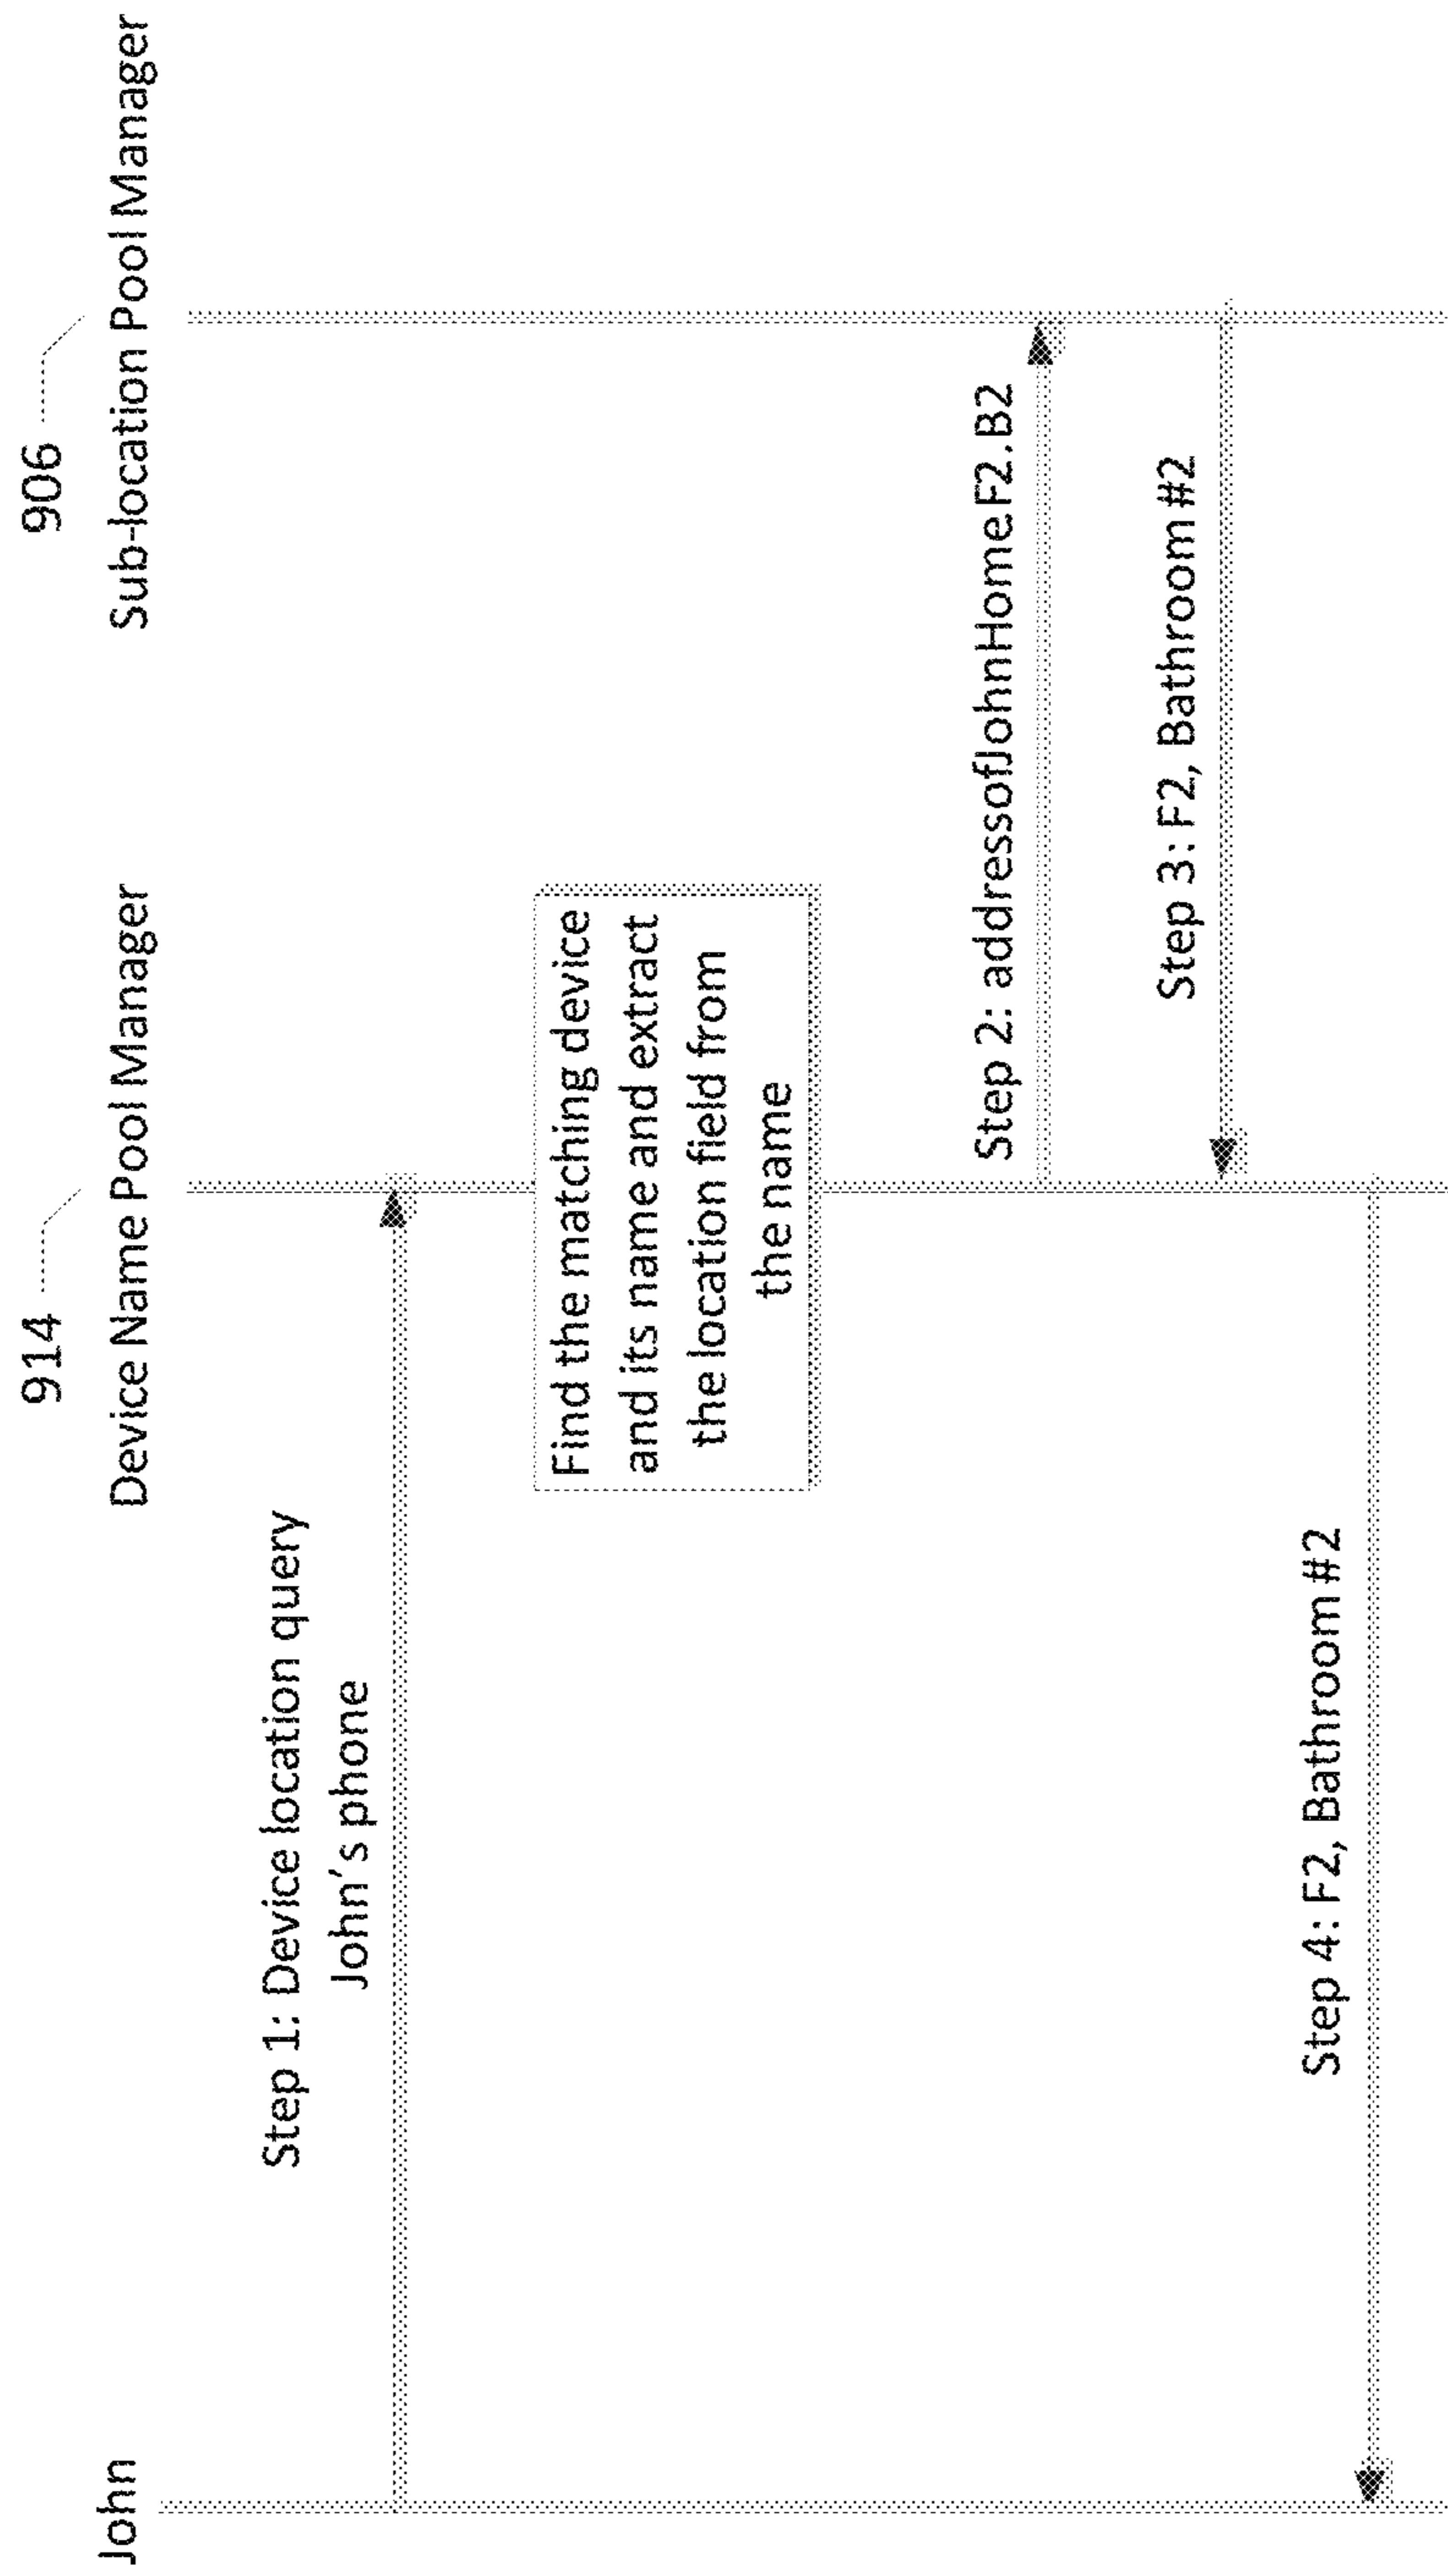 914
906
John
Device Name Pool Manager
Sub-location Pool Manager
Step 1: Device location query
John's phone
Find the matching device
and its name and extract
the location field from
the name
Step 2: addressofJohnHomeF2.B2
Step 3: F2, Bathroom #2
Step 4: F2, Bathroom #2